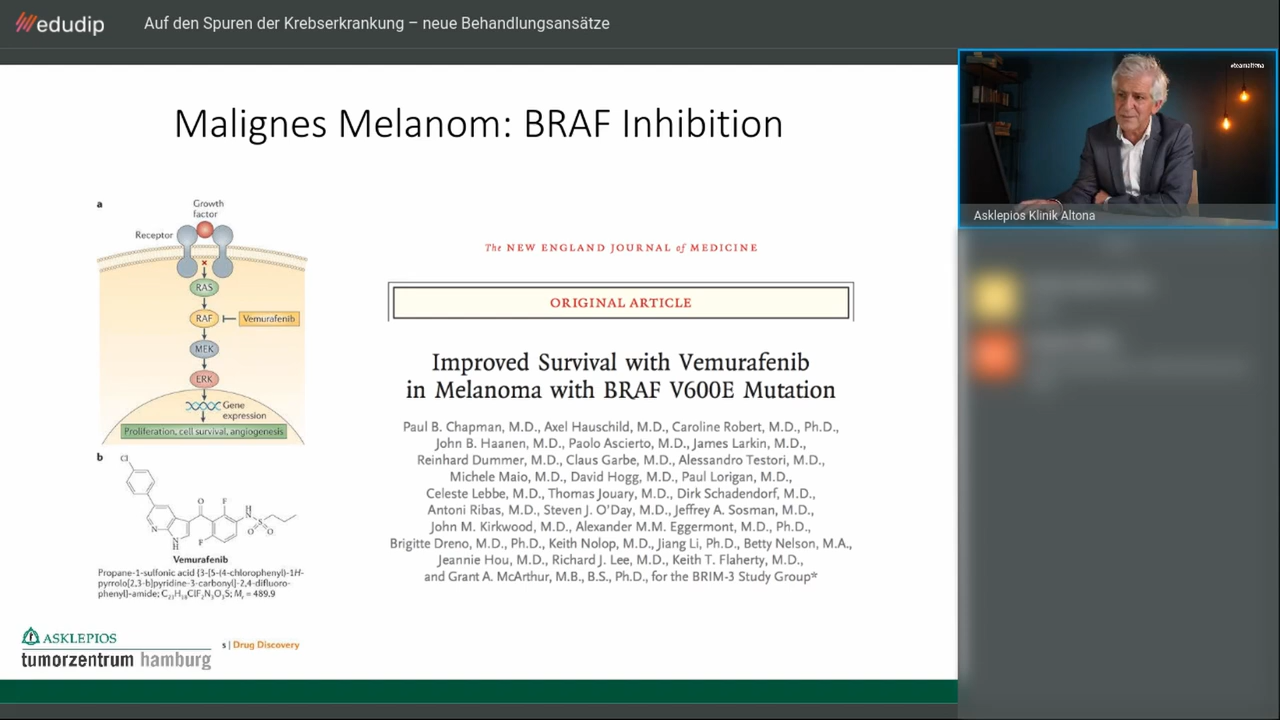 edudip
Auf den Spuren der Krebserkrankung – neue Behandlungsansätze
#teamaltona
Asklepios Klinik Altona
Malignes Melanom: BRAF Inhibition
a
Growth
factor
Receptor
RAS
RAF
Vemurafenib
MEK
ERK
Gene
expression
Proliferation, cell survival, angiogenesis
b
Cl
O
F
H
N
S
O
O
N
N
H
F
Vemurafenib
Propane-1-sulfonic acid {3-[5-(4-chlorophenyl)-1H-
pyrrolo[2,3-b]pyridine-3-carbonyl]-2,4-difluoro-
phenyl}-amide; C₂₃H₁₈ClF₂N₃O₃S; Mᵣ = 489.9
The NEW ENGLAND JOURNAL of MEDICINE
ORIGINAL ARTICLE
Improved Survival with Vemurafenib
in Melanoma with BRAF V600E Mutation
Paul B. Chapman, M.D., Axel Hauschild, M.D., Caroline Robert, M.D., Ph.D.,
John B. Haanen, M.D., Paolo Ascierto, M.D., James Larkin, M.D.,
Reinhard Dummer, M.D., Claus Garbe, M.D., Alessandro Testori, M.D.,
Michele Maio, M.D., David Hogg, M.D., Paul Lorigan, M.D.,
Celeste Lebbe, M.D., Thomas Jouary, M.D., Dirk Schadendorf, M.D.,
Antoni Ribas, M.D., Steven J. O'Day, M.D., Jeffrey A. Sosman, M.D.,
John M. Kirkwood, M.D., Alexander M.M. Eggermont, M.D., Ph.D.,
Brigitte Dreno, M.D., Ph.D., Keith Nolop, M.D., Jiang Li, Ph.D., Betty Nelson, M.A.,
Jeannie Hou, M.D., Richard J. Lee, M.D., Keith T. Flaherty, M.D.,
and Grant A. McArthur, M.B., B.S., Ph.D., for the BRIM-3 Study Group*
ASKLEPIOS
tumorzentrum hamburg
s | Drug Discovery